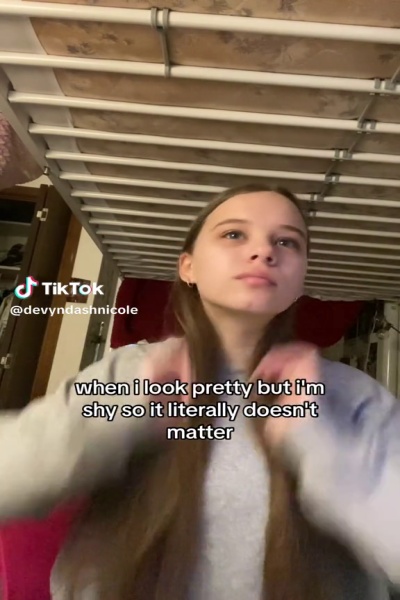 TikTok
@devyndashnicole
when i look pretty but i'm
shy so it literally doesn't
matter